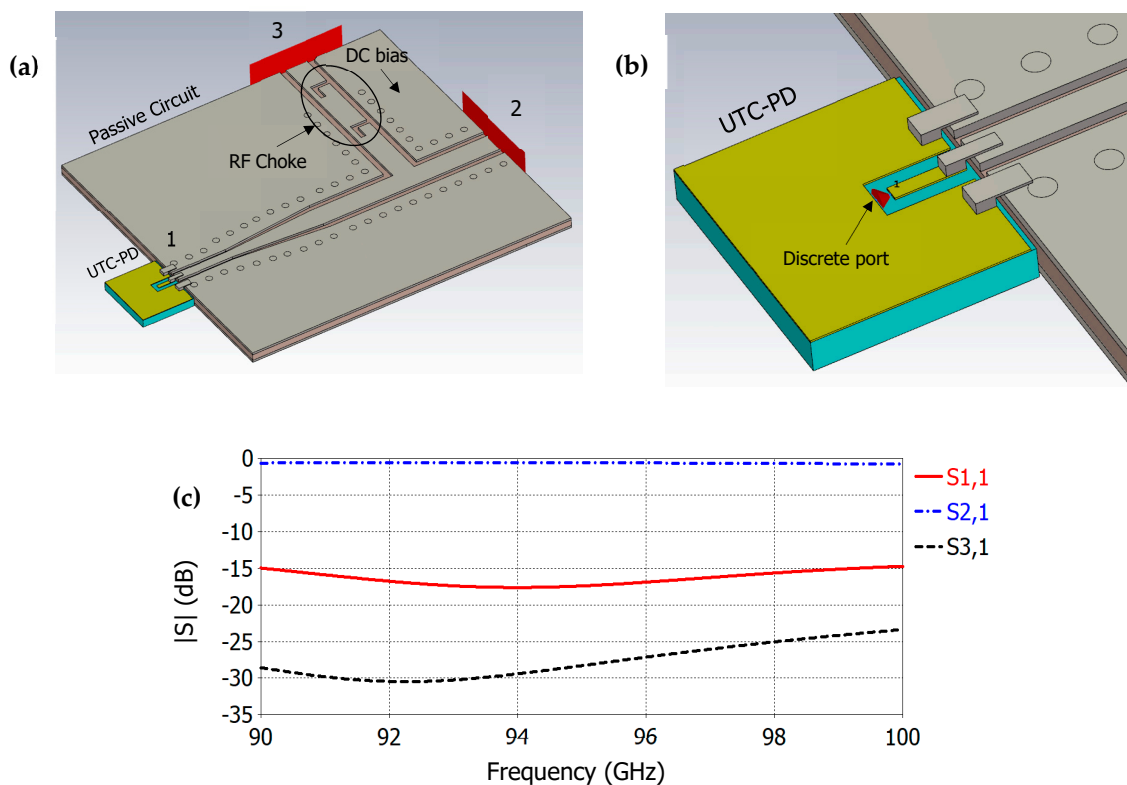 (a)
3
DC bias
Passive Circuit
2
RF Choke
1
UTC-PD
(b)
UTC-PD
1
Discrete port
(c)
|S| (dB)
0
-5
-10
-15
-20
-25
-30
-35
90
92
94
96
98
100
Frequency (GHz)
S1,1
S2,1
S3,1